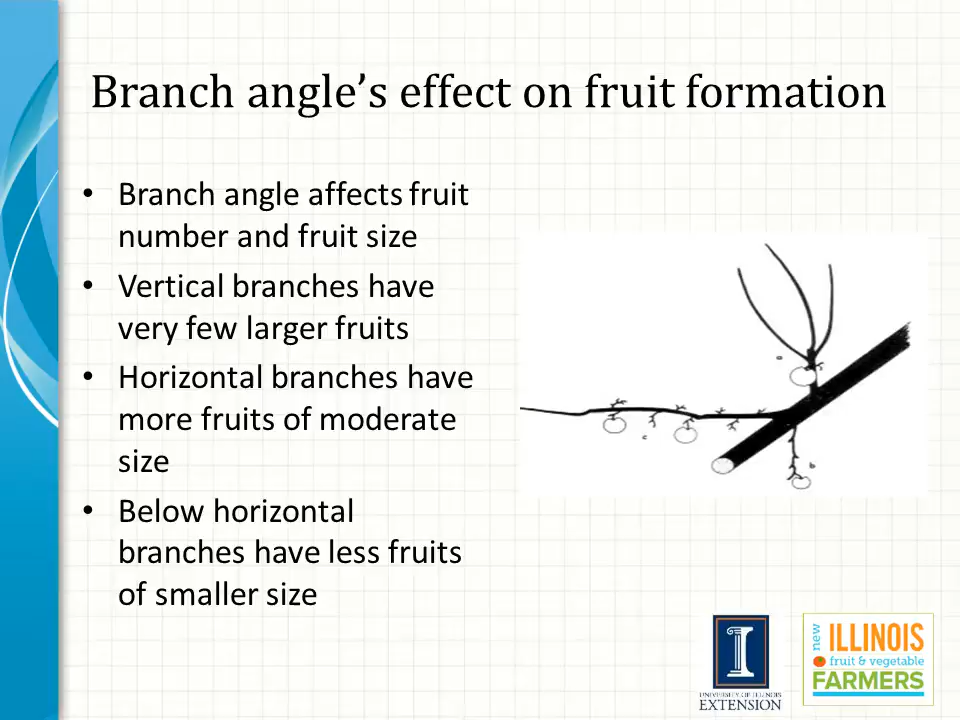 Branch angle’s effect on fruit formation
• Branch angle affects fruit
number and fruit size
• Vertical branches have
very few larger fruits
• Horizontal branches have
more fruits of moderate
size
• Below horizontal
branches have less fruits
of smaller size
a
c
b
I
UNIVERSITY OF ILLINOIS
EXTENSION
new
ILLINOIS
fruit & vegetable
FARMERS